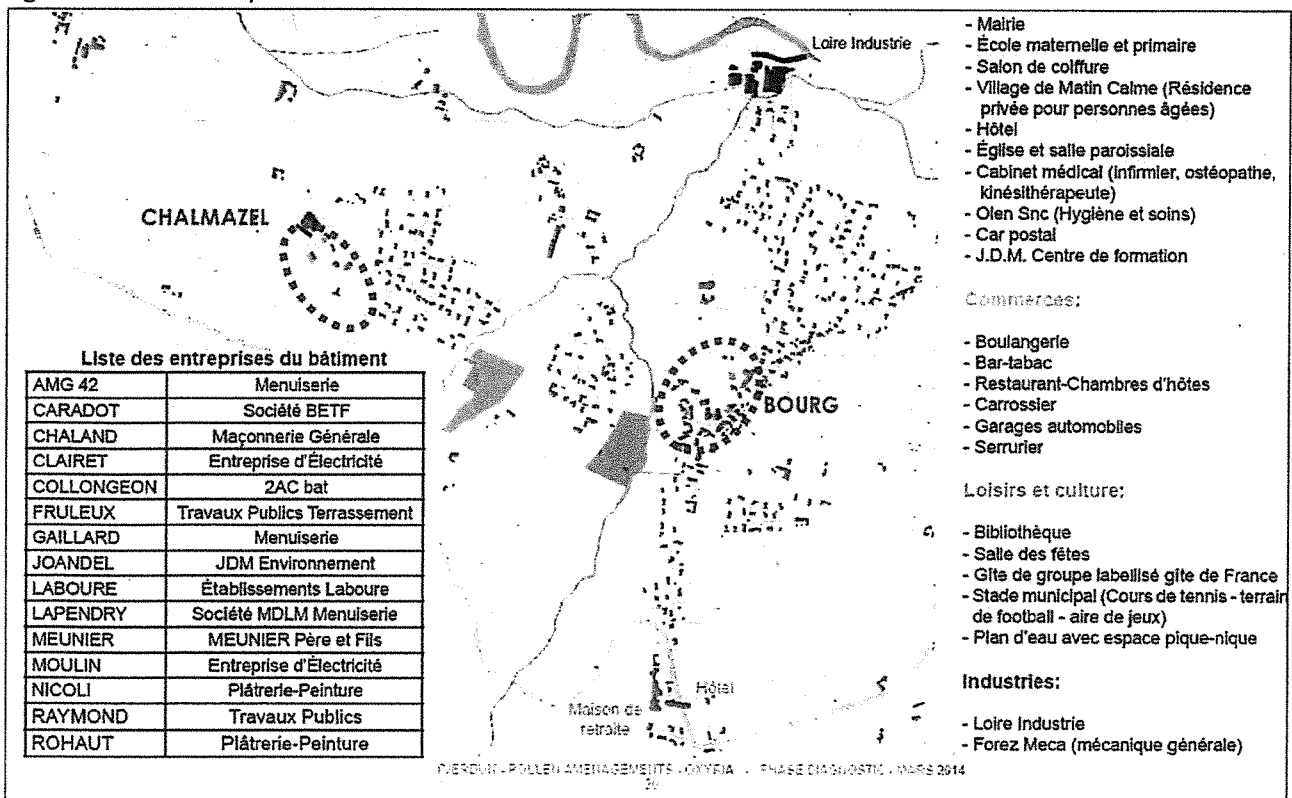 Loire Industrie
CHALMAZEL
BOURG
Hôtel
Maison de
retraite
Liste des entreprises du bâtiment
AMG 42 Menuiserie
CARADOT Société BETF
CHALAND Maçonnerie Générale
CLAIRET Entreprise d'Électricité
COLLONGEON 2AC bat
FRULEUX Travaux Publics Terrassement
GAILLARD Menuiserie
JOANDEL JDM Environnement
LABOURE Établissements Laboure
LAPENDRY Société MDLM Menuiserie
MEUNIER MEUNIER Père et Fils
MOULIN Entreprise d'Électricité
NICOLI Plâtrerie-Peinture
RAYMOND Travaux Publics
ROHAUT Plâtrerie-Peinture
- Mairie
- École maternelle et primaire
- Salon de coiffure
- Village de Matin Calme (Résidence
privée pour personnes âgées)
- Hôtel
- Église et salle paroissiale
- Cabinet médical (infirmier, ostéopathe,
kinésithérapeute)
- Olen Snc (Hygiène et soins)
- Car postal
- J.D.M. Centre de formation
Commerces:
- Boulangerie
- Bar-tabac
- Restaurant-Chambres d'hôtes
- Carrossier
- Garages automobiles
- Serrurier
Loisirs et culture:
- Bibliothèque
- Salle des fêtes
- Gîte de groupe labellisé gîte de France
- Stade municipal (Cours de tennis - terrain
de football - aire de jeux)
- Plan d'eau avec espace pique-nique
Industries:
- Loire Industrie
- Forez Meca (mécanique générale)
- POLLEN AMENAGEMENTS - - PHASE DIAGNOSTIC - MARS 2014